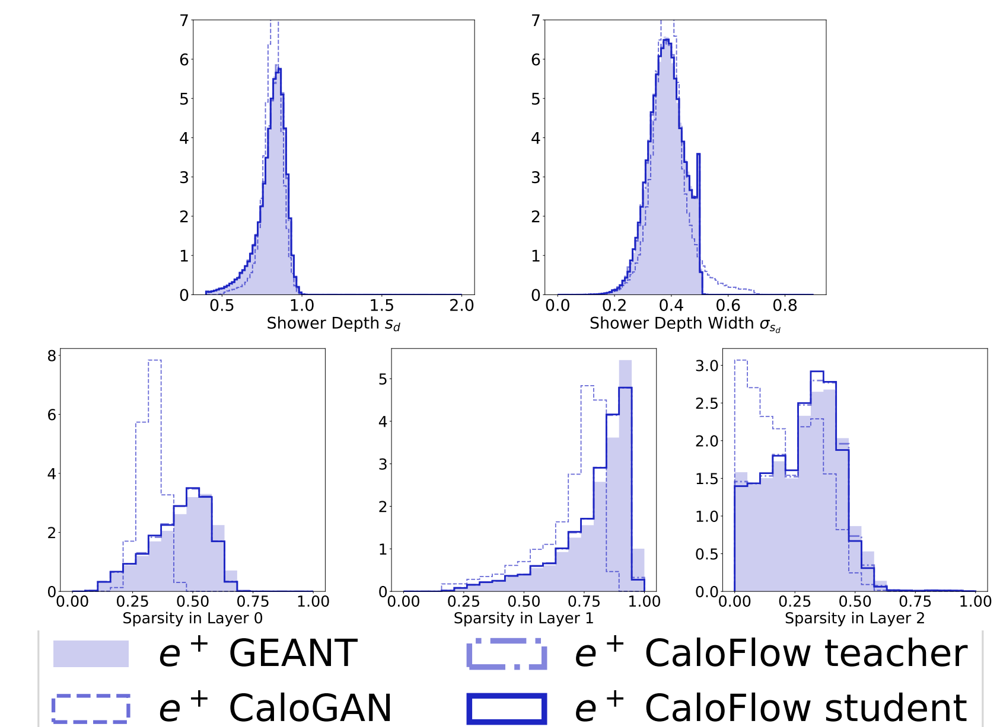 7
6
5
4
3
2
1
0
0.5 1.0 1.5 2.0
Shower Depth s_d
7
6
5
4
3
2
1
0
0.0 0.2 0.4 0.6 0.8
Shower Depth Width σ_{s_d}
8
6
4
2
0
0.00 0.25 0.50 0.75 1.00
Sparsity in Layer 0
5
4
3
2
1
0
0.00 0.25 0.50 0.75 1.00
Sparsity in Layer 1
3.0
2.5
2.0
1.5
1.0
0.5
0.0
0.00 0.25 0.50 0.75 1.00
Sparsity in Layer 2
e⁺ GEANT
e⁺ CaloGAN
e⁺ CaloFlow teacher
e⁺ CaloFlow student